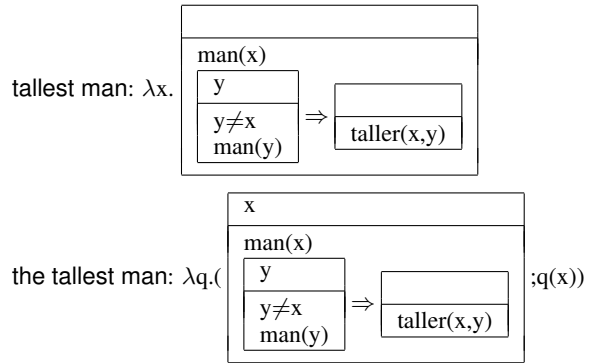 man(x)
y
tallest man: λx.
y≠x ⇒
man(y) taller(x,y)
x
man(x)
y
the tallest man: λq.( ;q(x))
y≠x ⇒
man(y) taller(x,y)